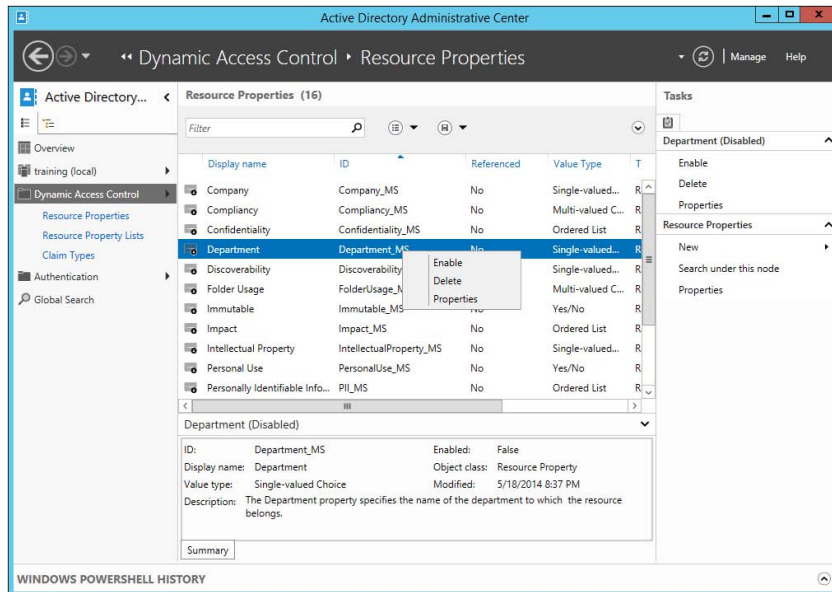 Active Directory Administrative Center
Dynamic Access Control • Resource Properties
Manage Help
Active Directory...
Overview
training (local)
Dynamic Access Control
Resource Properties
Resource Property Lists
Claim Types
Authentication
Global Search
Resource Properties (16)
Filter
Display name ID Referenced Value Type T
Company Company_MS No Single-valued... R
Compliancy Compliancy_MS No Multi-valued C... R
Confidentiality Confidentiality_MS No Ordered List R
Department Department_MS No Single-valued... R
Discoverability Discoverability Single-valued... R
Folder Usage FolderUsage_M Multi-valued C... R
Immutable Immutable_MS No Yes/No R
Impact Impact_MS No Ordered List R
Intellectual Property IntellectualProperty_MS No Single-valued... R
Personal Use PersonalUse_MS No Yes/No R
Personally Identifiable Info... PII_MS No Ordered List R
Enable
Delete
Properties
Department (Disabled)
ID: Department_MS Enabled: False
Display name: Department Object class: Resource Property
Value type: Single-valued Choice Modified: 5/18/2014 8:37 PM
Description: The Department property specifies the name of the department to which the resource
belongs.
Summary
Tasks
Department (Disabled)
Enable
Delete
Properties
Resource Properties
New
Search under this node
Properties
WINDOWS POWERSHELL HISTORY